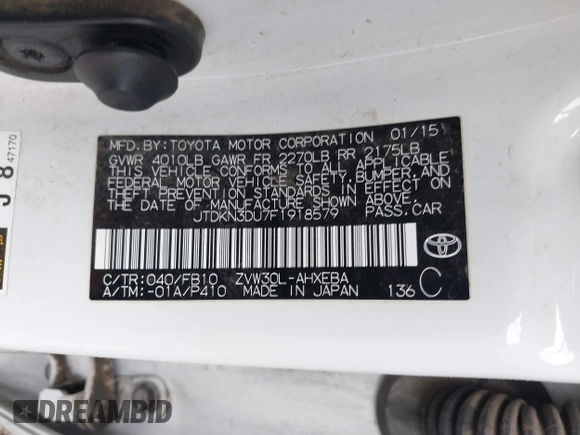 MFD. BY: TOYOTA MOTOR CORPORATION 01/15
GVWR 4010LB GAWR FR 2270LB RR 2175LB
THIS VEHICLE CONFORMS TO ALL APPLICABLE
FEDERAL MOTOR VEHICLE SAFETY, BUMPER, AND
THEFT PREVENTION STANDARDS IN EFFECT ON
THE DATE OF MANUFACTURE SHOWN ABOVE.
JTDKN3DU7F1918579 PASS.CAR
C/TR:040/FB10 ZVW30L-AHXEBA
A/TM:-01A/P410 MADE IN JAPAN 136 C
J 8 47170
DREAMBID